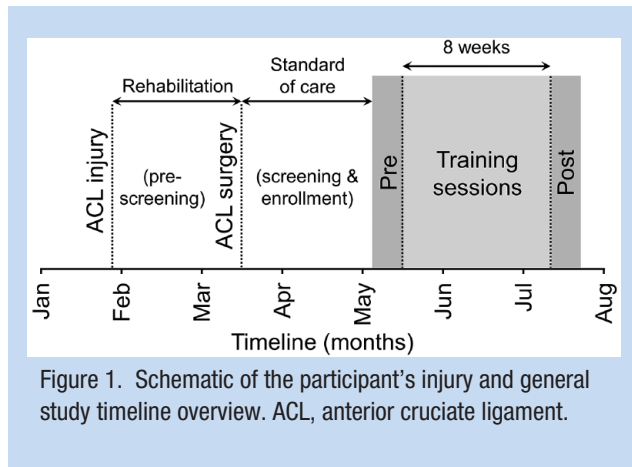 8 weeks
Standard
of care
Rehabilitation
ACL injury
(pre-
screening)
ACL surgery
(screening &
enrollment)
Pre
Training
sessions
Post
Jan
Feb
Mar
Apr
May
Jun
Jul
Aug
Timeline (months)
Figure 1. Schematic of the participant's injury and general
study timeline overview. ACL, anterior cruciate ligament.